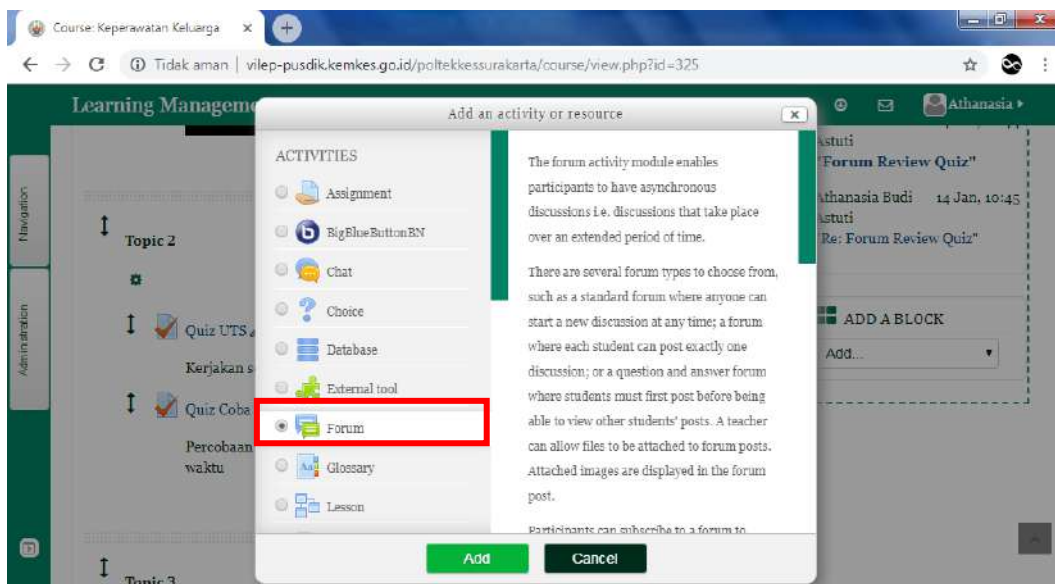 Course: Keperawatan Keluarga
Tidak aman | vilep-pusdik.kemkes.go.id/poltekkessurakarta/course/view.php?id=325
Learning Manageme
Athanasia
Add an activity or resource
Navigation
Administration
Topic 2
Quiz UTS
Kerjakan s
Quiz Coba
Percobaan
waktu
Topic 3
ACTIVITIES
Assignment
BigBlueButtonBN
Chat
Choice
Database
External tool
Forum
Glossary
Lesson
The forum activity module enables
participants to have asynchronous
discussions i.e. discussions that take place
over an extended period of time.
There are several forum types to choose from,
such as a standard forum where anyone can
start a new discussion at any time; a forum
where each student can post exactly one
discussion; or a question and answer forum
where students must first post before being
able to view other students' posts. A teacher
can allow files to be attached to forum posts.
Attached images are displayed in the forum
post.
Participants can subscribe to a forum to
Add
Cancel
Astuti
"Forum Review Quiz"
Athanasia Budi 14 Jan, 10:45
Astuti
"Re: Forum Review Quiz"
ADD A BLOCK
Add...